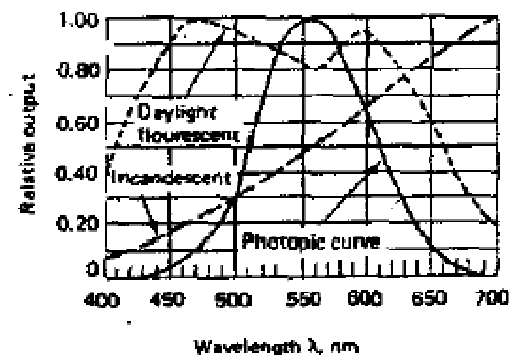 1.00
0.80
0.60
0.40
0.20
0
Relative output
Daylight
flourescent
Incandescent
Photopic curve
400 450 500 550 600 650 700
Wavelength λ, nm